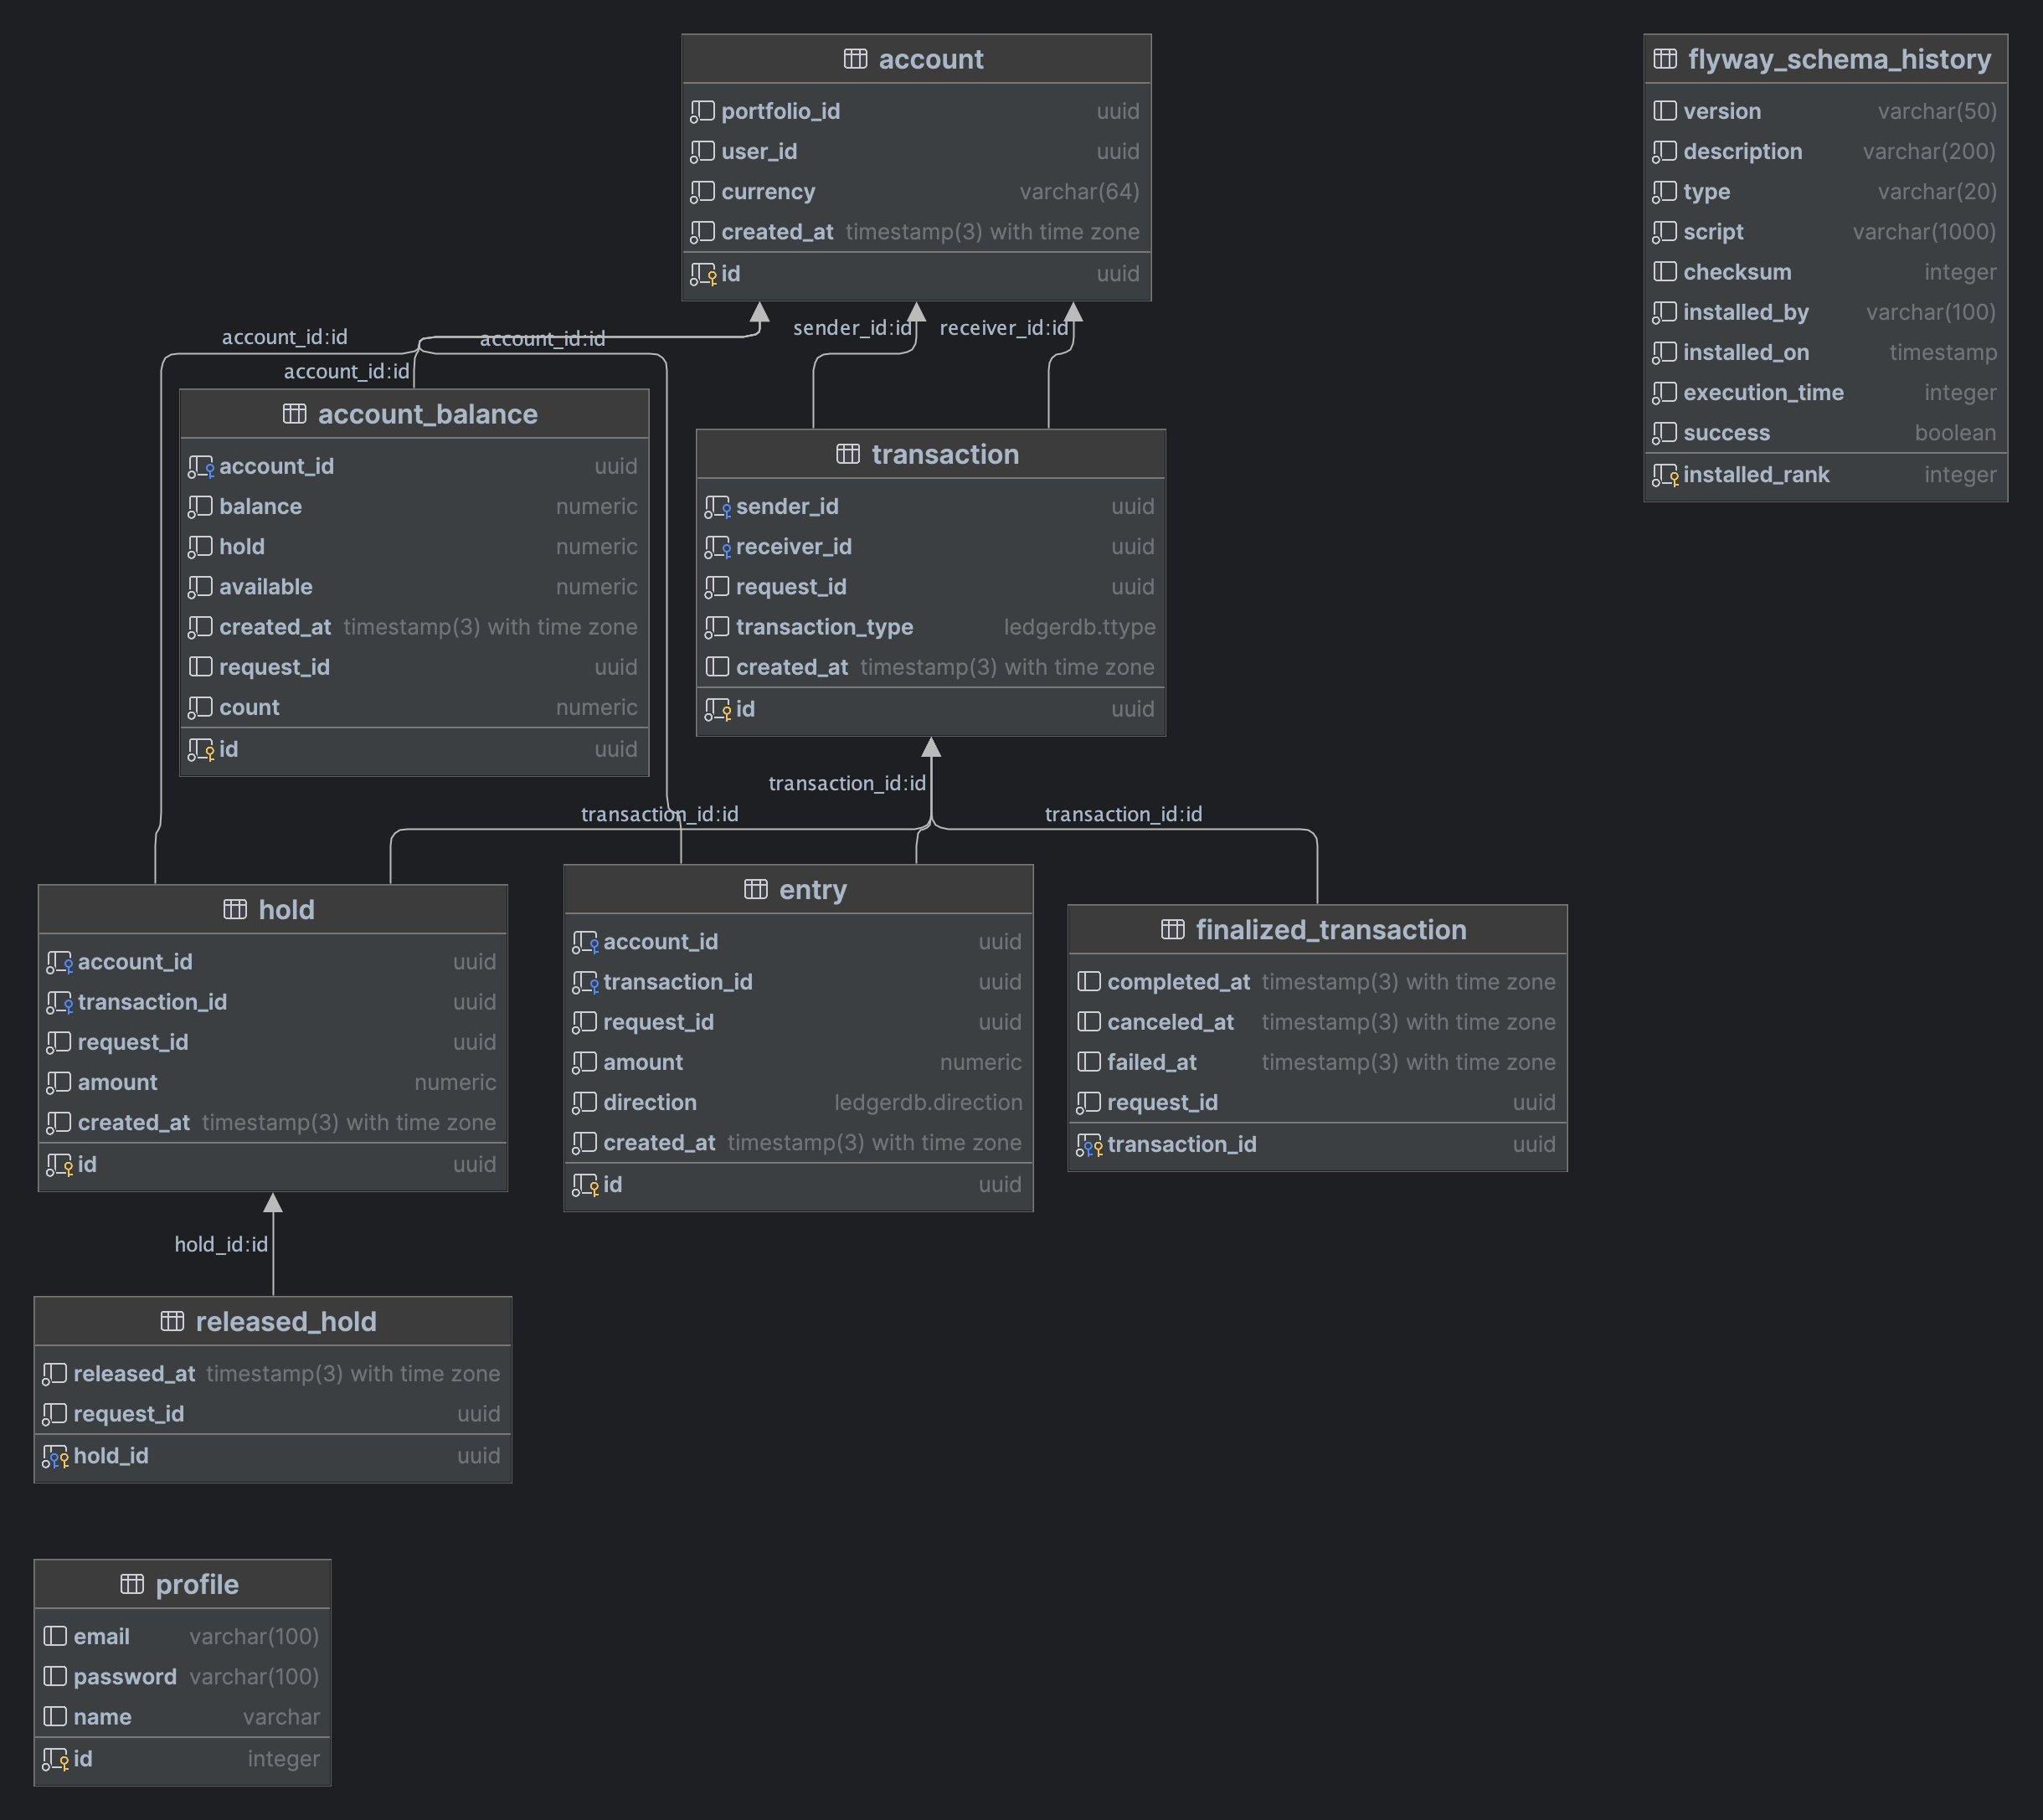 account
portfolio_id uuid
user_id uuid
currency varchar(64)
created_at timestamp(3) with time zone
id uuid
flyway_schema_history
version varchar(50)
description varchar(200)
type varchar(20)
script varchar(1000)
checksum integer
installed_by varchar(100)
installed_on timestamp
execution_time integer
success boolean
installed_rank integer
account_id:id
account_id:id
account_id:id
sender_id:id
receiver_id:id
account_balance
account_id uuid
balance numeric
hold numeric
available numeric
created_at timestamp(3) with time zone
request_id uuid
count numeric
id uuid
transaction
sender_id uuid
receiver_id uuid
request_id uuid
transaction_type ledgerdb.ttype
created_at timestamp(3) with time zone
id uuid
transaction_id:id
transaction_id:id
transaction_id:id
hold
account_id uuid
transaction_id uuid
request_id uuid
amount numeric
created_at timestamp(3) with time zone
id uuid
entry
account_id uuid
transaction_id uuid
request_id uuid
amount numeric
direction ledgerdb.direction
created_at timestamp(3) with time zone
id uuid
finalized_transaction
completed_at timestamp(3) with time zone
canceled_at timestamp(3) with time zone
failed_at timestamp(3) with time zone
request_id uuid
transaction_id uuid
hold_id:id
released_hold
released_at timestamp(3) with time zone
request_id uuid
hold_id uuid
profile
email varchar(100)
password varchar(100)
name varchar
id integer